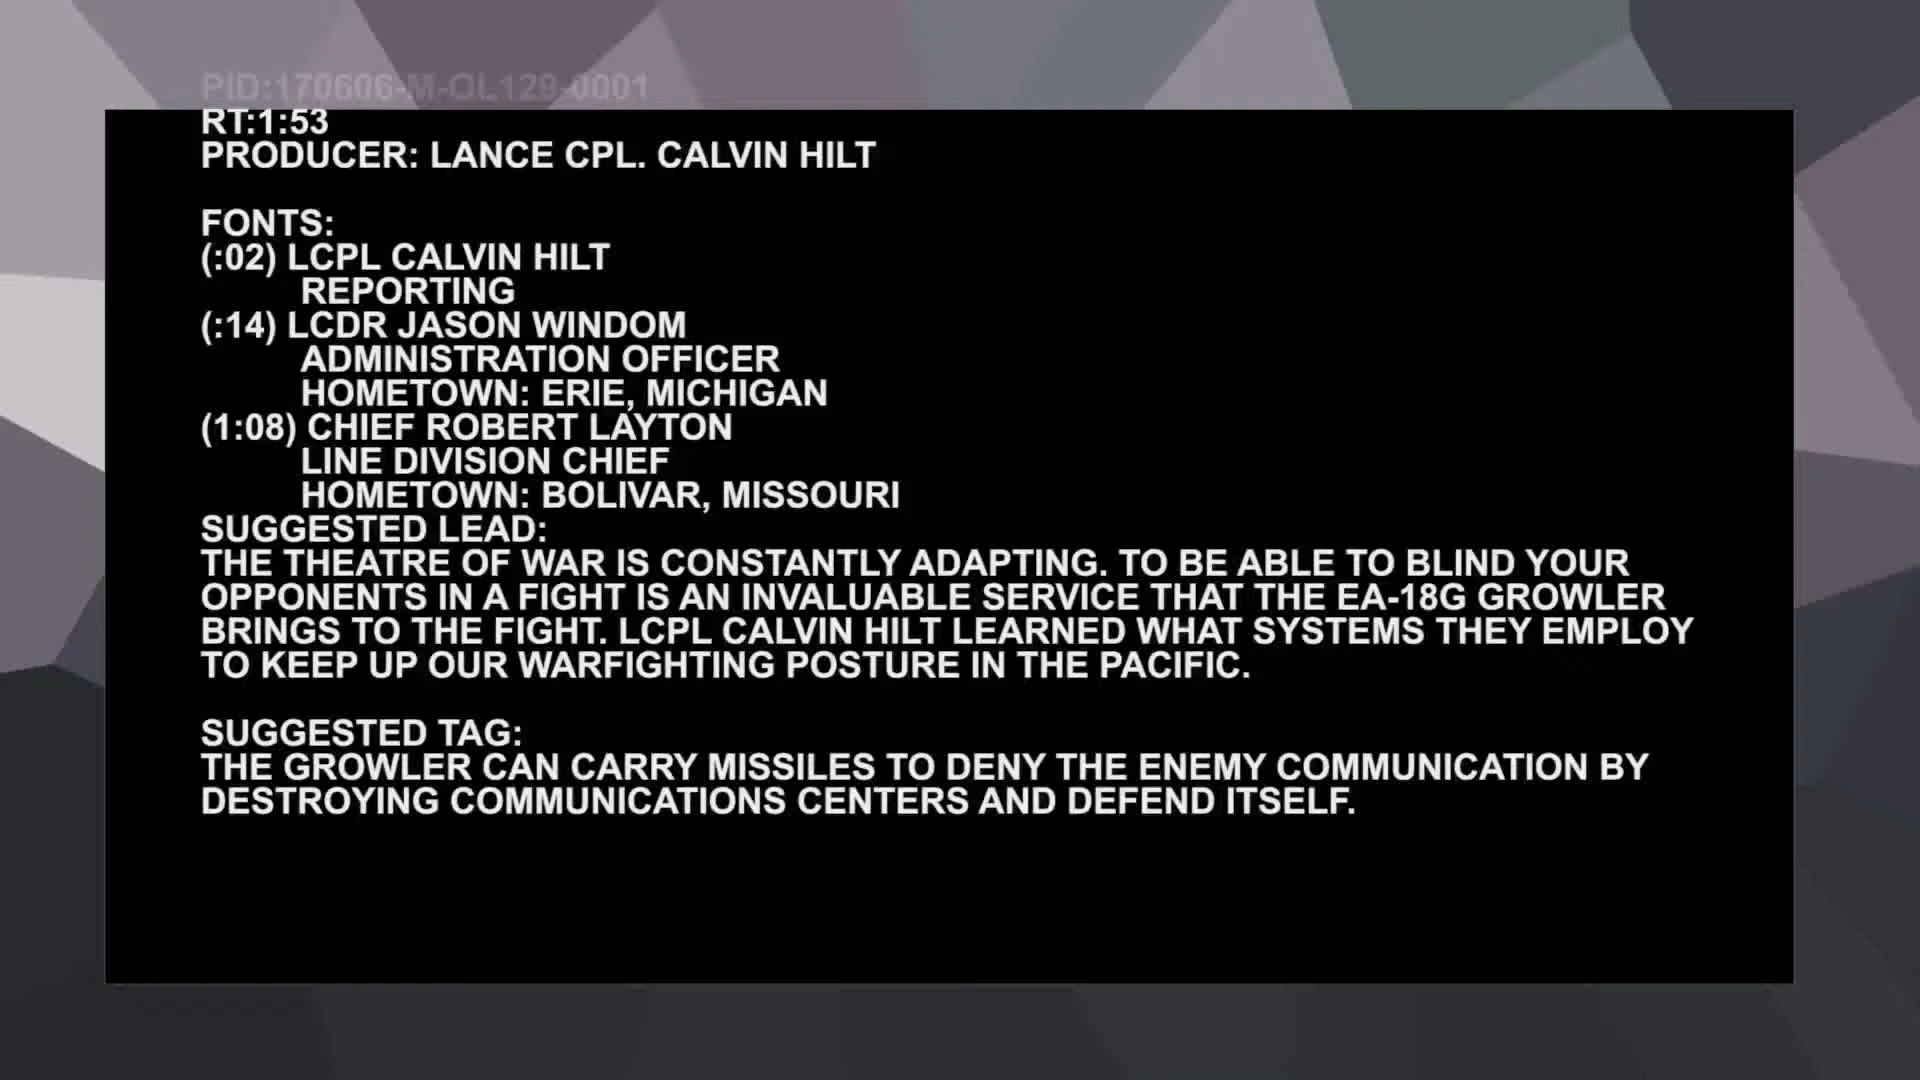 PID:170606-M-QL129-0001
RT:1:53
PRODUCER: LANCE CPL. CALVIN HILT
FONTS:
(:02) LCPL CALVIN HILT
REPORTING
(:14) LCDR JASON WINDOM
ADMINISTRATION OFFICER
HOMETOWN: ERIE, MICHIGAN
(1:08) CHIEF ROBERT LAYTON
LINE DIVISION CHIEF
HOMETOWN: BOLIVAR, MISSOURI
SUGGESTED LEAD:
THE THEATRE OF WAR IS CONSTANTLY ADAPTING. TO BE ABLE TO BLIND YOUR
OPPONENTS IN A FIGHT IS AN INVALUABLE SERVICE THAT THE EA-18G GROWLER
BRINGS TO THE FIGHT. LCPL CALVIN HILT LEARNED WHAT SYSTEMS THEY EMPLOY
TO KEEP UP OUR WARFIGHTING POSTURE IN THE PACIFIC.
SUGGESTED TAG:
THE GROWLER CAN CARRY MISSILES TO DENY THE ENEMY COMMUNICATION BY
DESTROYING COMMUNICATIONS CENTERS AND DEFEND ITSELF.